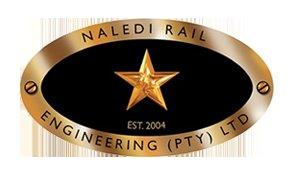 NALEDI RAIL
EST. 2004
ENGINEERING (PTY) LTD